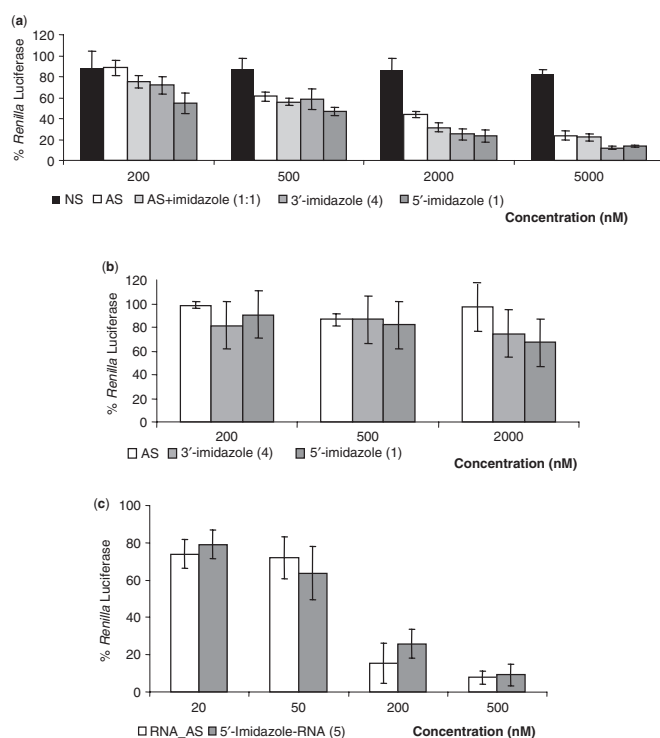 (a)
% Renilla Luciferase
120
100
80
60
40
20
0
200 500 2000 5000
NS AS AS+imidazole (1:1) 3′-imidazole (4) 5′-imidazole (1)
Concentration (nM)
(b)
% Renilla Luciferase
120
100
80
60
40
20
0
200 500 2000
AS 3′-imidazole (4) 5′-imidazole (1)
Concentration (nM)
(c)
% Renilla Luciferase
100
80
60
40
20
0
20 50 200 500
RNA_AS 5′-Imidazole-RNA (5) Concentration (nM)